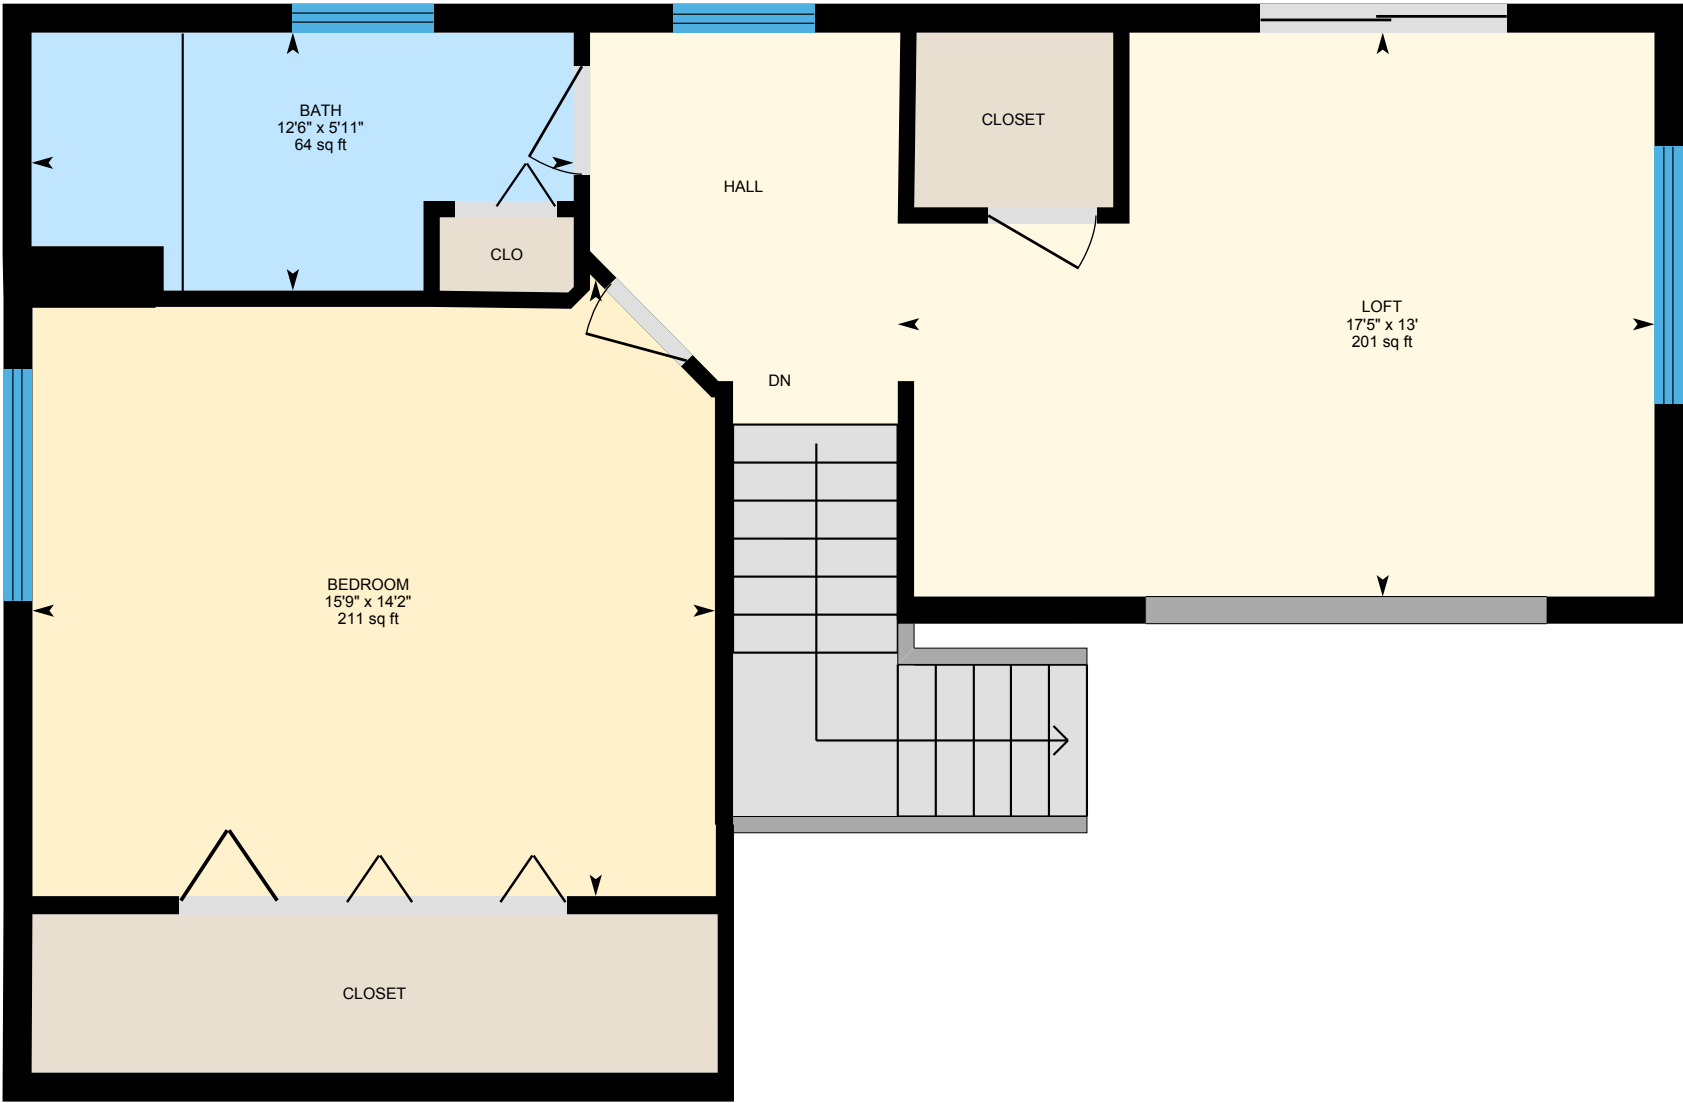 BATH
12'6" x 5'11"
64 sq ft
CLOSET
HALL
CLO
LOFT
17'5" x 13'
201 sq ft
DN
BEDROOM
15'9" x 14'2"
211 sq ft
CLOSET